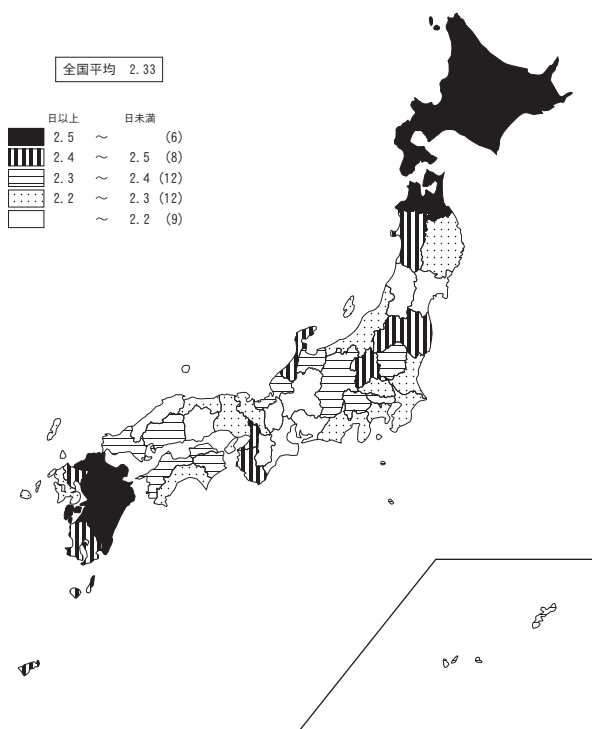 全国平均 2.33
日以上 日未満
2.5 ～ (6)
2.4 ～ 2.5 (8)
2.3 ～ 2.4 (12)
2.2 ～ 2.3 (12)
～ 2.2 (9)